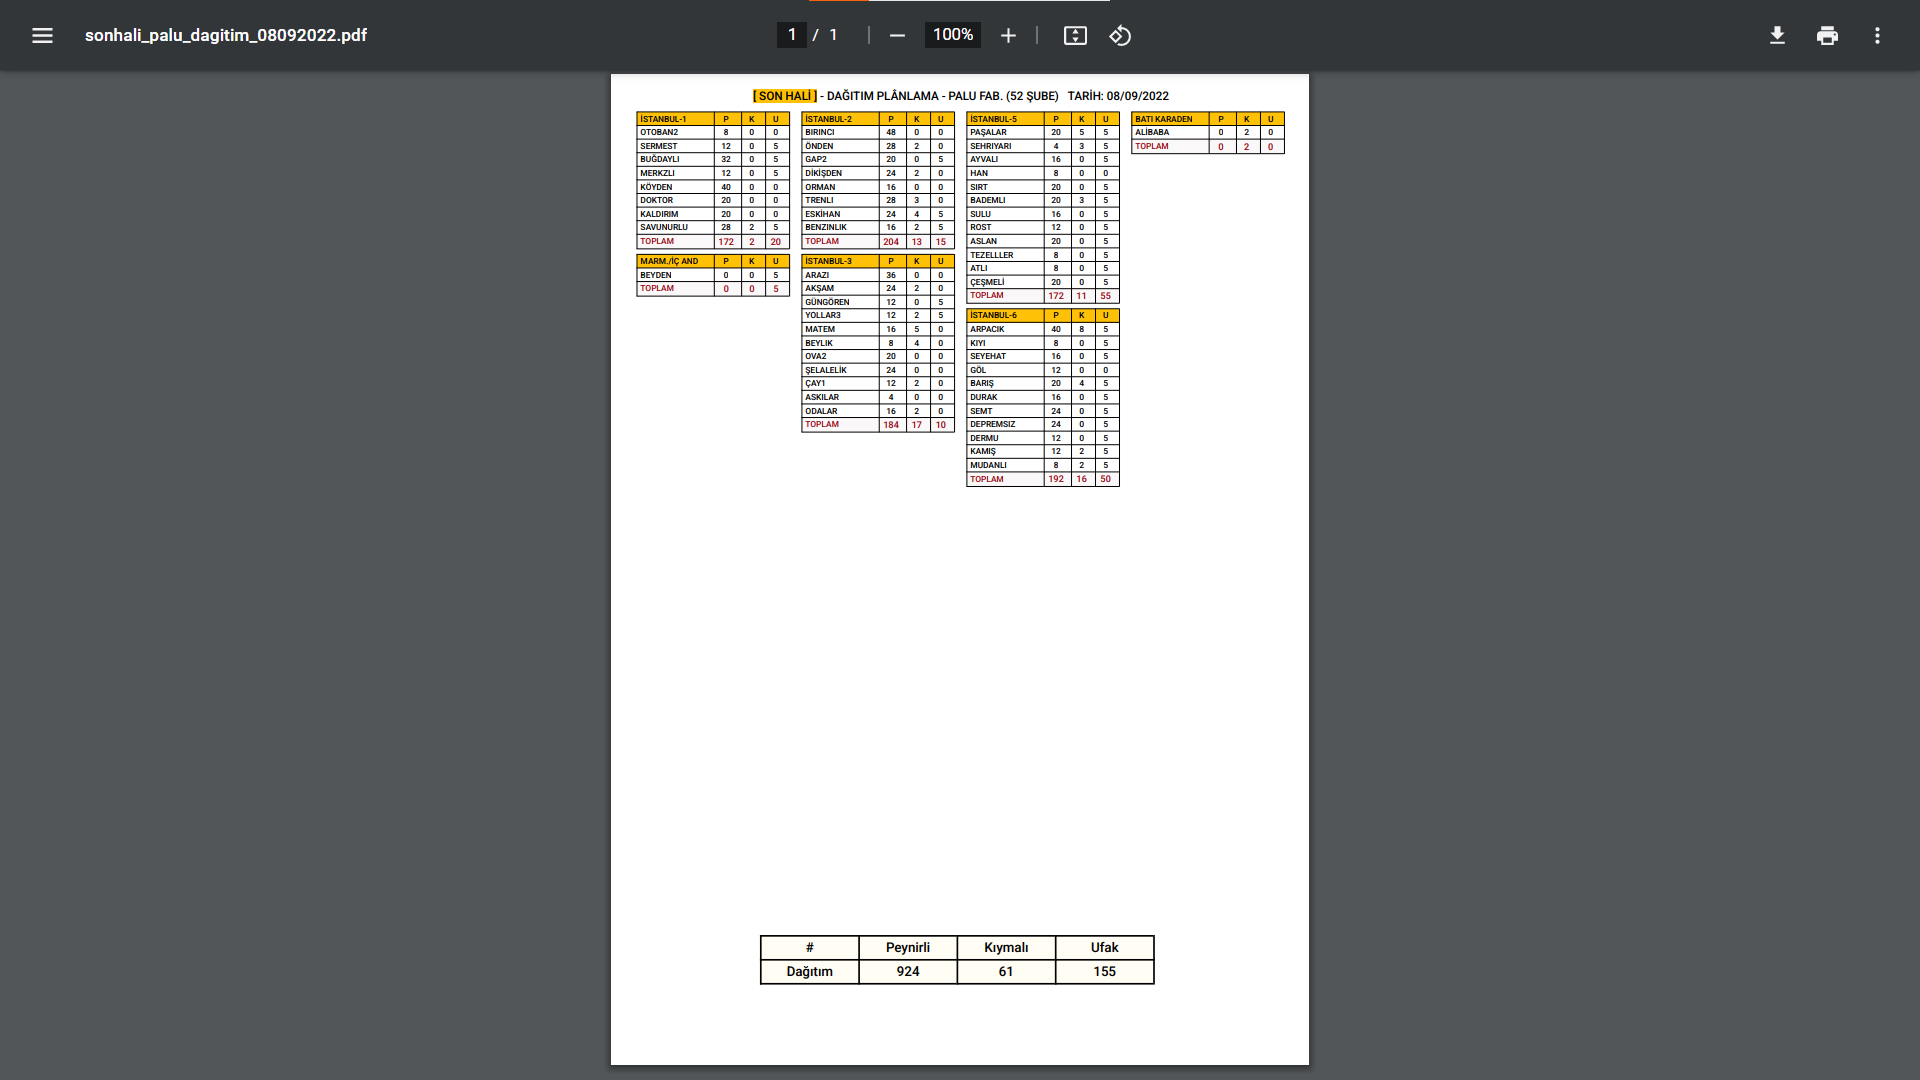 sonhali_palu_dagitim_08092022.pdf
1 / 1
100%
[ SON HALİ ] - DAĞITIM PLÂNLAMA - PALU FAB. (52 ŞUBE) TARİH: 08/09/2022
İSTANBUL-1 P K U
OTOBAN2 8 0 0
SERMEST 12 0 5
BUĞDAYLI 32 0 5
MERKZLI 12 0 5
KÖYDEN 40 0 0
DOKTOR 20 0 0
KALDIRIM 20 0 0
SAVUNURLU 28 2 5
TOPLAM 172 2 20
MARM./İÇ AND P K U
BEYDEN 0 0 5
TOPLAM 0 0 5
İSTANBUL-2 P K U
BIRINCI 48 0 0
ÖNDEN 28 2 0
GAP2 20 0 5
DİKİŞDEN 24 2 0
ORMAN 16 0 0
TRENLI 28 3 0
ESKİHAN 24 4 5
BENZINLIK 16 2 5
TOPLAM 204 13 15
İSTANBUL-3 P K U
ARAZI 36 0 0
AKŞAM 24 2 0
GÜNGÖREN 12 0 5
YOLLAR3 12 2 5
MATEM 16 5 0
BEYLIK 8 4 0
OVA2 20 0 0
ŞELALELİK 24 0 0
ÇAY1 12 2 0
ASKILAR 4 0 0
ODALAR 16 2 0
TOPLAM 184 17 10
İSTANBUL-5 P K U
PAŞALAR 20 5 5
SEHRIYARI 4 3 5
AYVALI 16 0 5
HAN 8 0 0
SIRT 20 0 5
BADEMLI 20 3 5
SULU 16 0 5
ROST 12 0 5
ASLAN 20 0 5
TEZELLLER 8 0 5
ATLI 8 0 5
ÇEŞMELİ 20 0 5
TOPLAM 172 11 55
İSTANBUL-6 P K U
ARPACIK 40 8 5
KIYI 8 0 5
SEYEHAT 16 0 5
GÖL 12 0 0
BARIŞ 20 4 5
DURAK 16 0 5
SEMT 24 0 5
DEPREMSIZ 24 0 5
DERMU 12 0 5
KAMIŞ 12 2 5
MUDANLI 8 2 5
TOPLAM 192 16 50
BATI KARADEN P K U
ALİBABA 0 2 0
TOPLAM 0 2 0
# Peynirli Kıymalı Ufak
Dağıtım 924 61 155